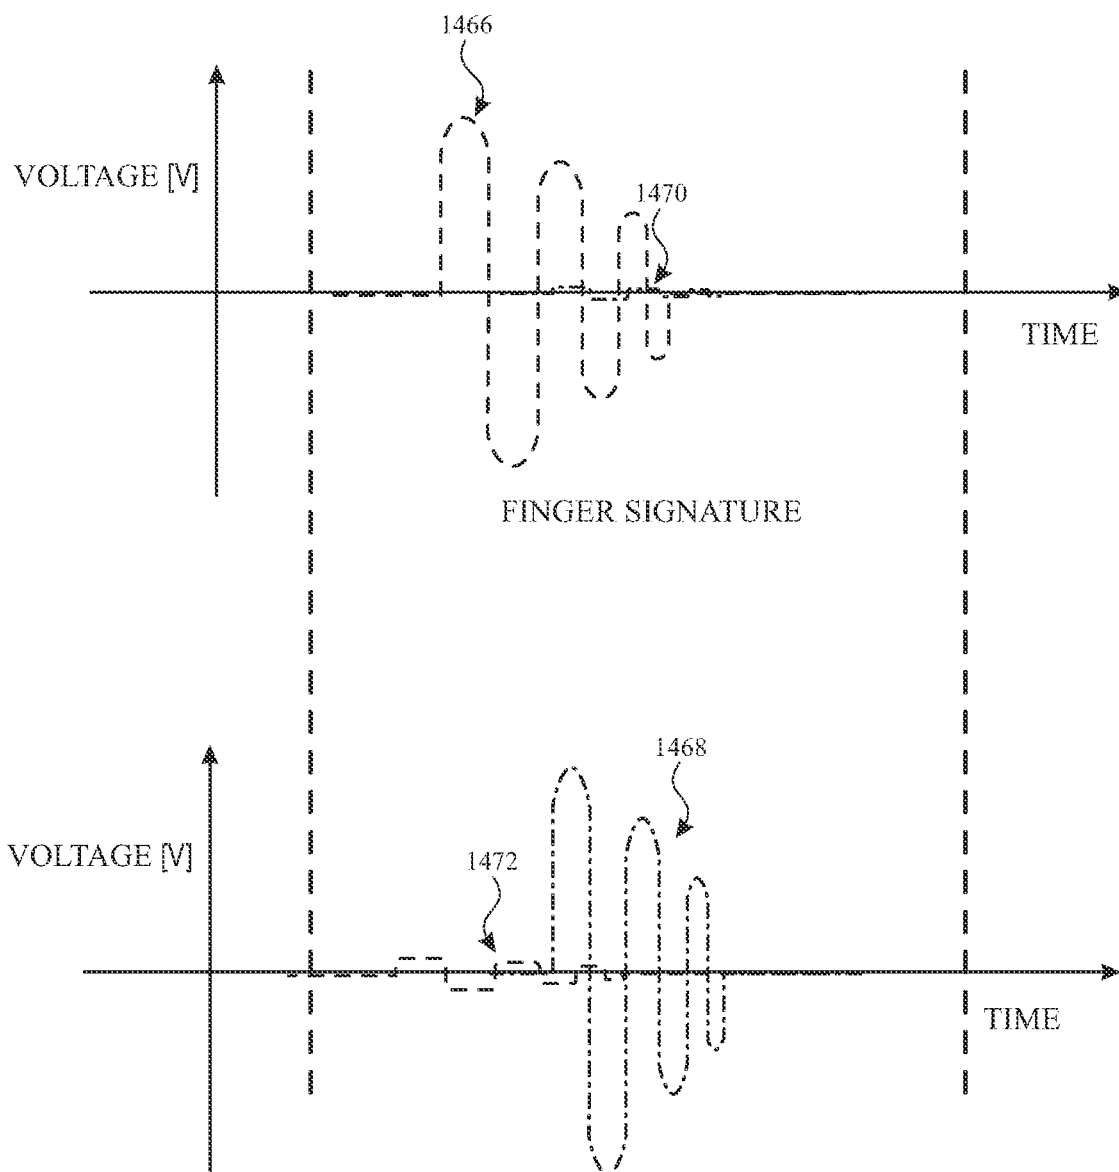 1466
VOLTAGE [V]
1470
TIME
FINGER SIGNATURE
1468
VOLTAGE [V]
1472
TIME